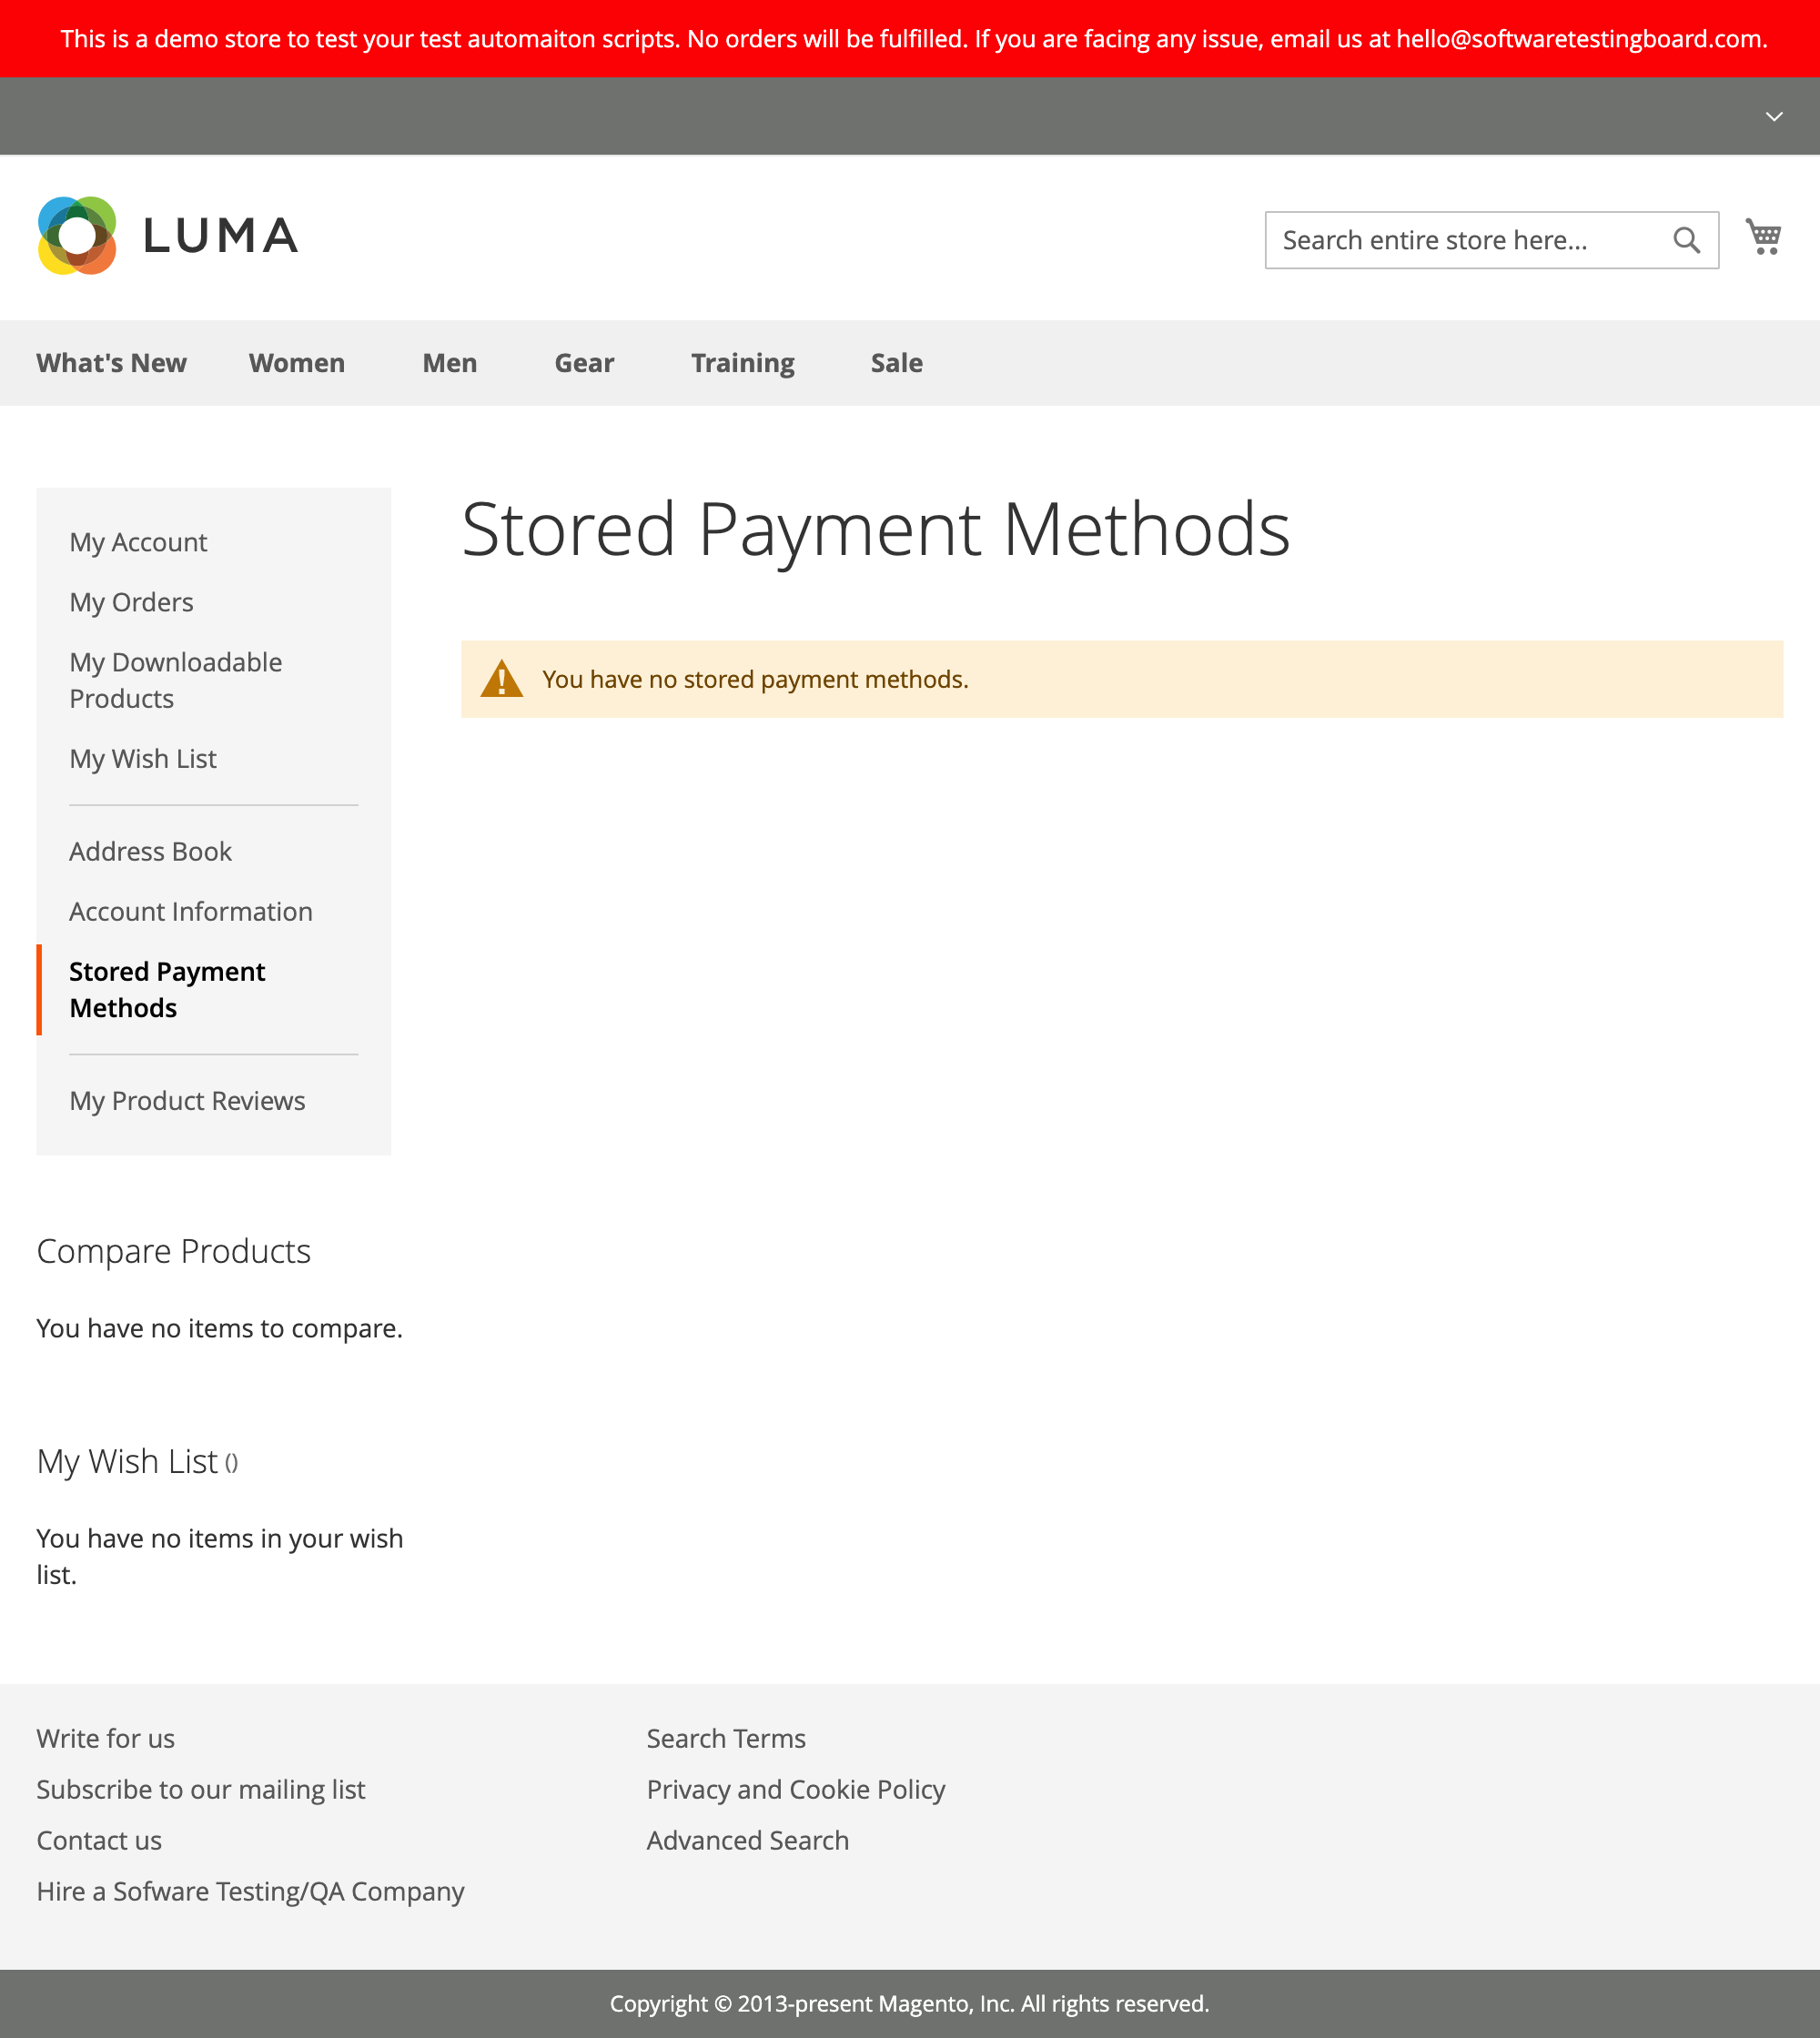 This is a demo store to test your test automaiton scripts. No orders will be fulfilled. If you are facing any issue, email us at hello@softwaretestingboard.com.
LUMA
Search entire store here...
What's New Women Men Gear Training Sale
My Account
My Orders
My Downloadable
Products
My Wish List
Address Book
Account Information
Stored Payment
Methods
My Product Reviews
Stored Payment Methods
You have no stored payment methods.
Compare Products
You have no items to compare.
My Wish List ()
You have no items in your wish
list.
Write for us
Subscribe to our mailing list
Contact us
Hire a Sofware Testing/QA Company
Search Terms
Privacy and Cookie Policy
Advanced Search
Copyright © 2013-present Magento, Inc. All rights reserved.